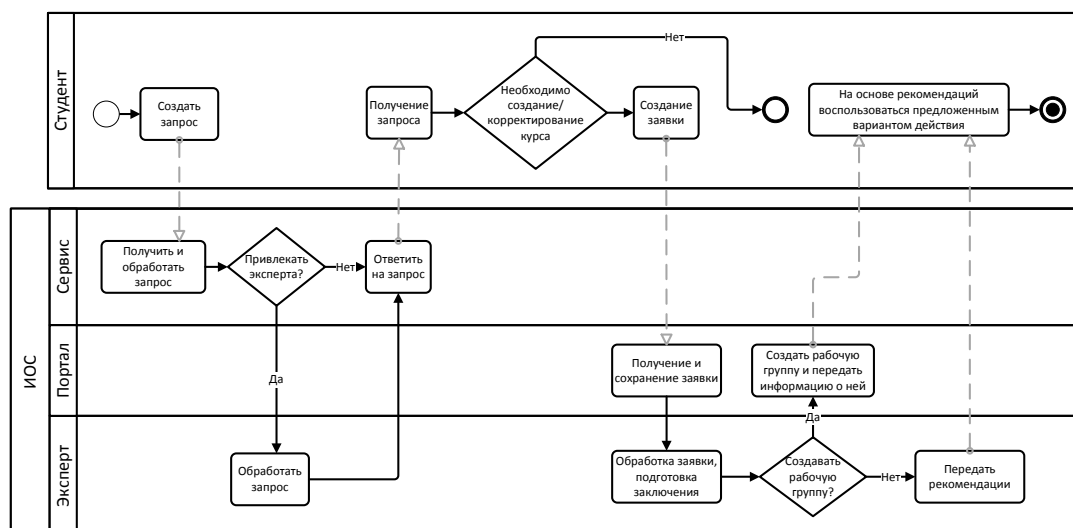 Студент
Создать
запрос
Получение
запроса
Необходимо
создание/
корректирование
курса
Нет
Создание
заявки
На основе рекомендаций
воспользоваться предложенным
вариантом действия
ИОС
Сервис
Получить и
обработать
запрос
Привлекать
эксперта?
Нет
Ответить
на запрос
Да
Портал
Получение и
сохранение заявки
Создать рабочую
группу и передать
информацию о ней
Да
Эксперт
Обработать
запрос
Обработка заявки,
подготовка
заключения
Создавать
рабочую
группу?
Нет
Передать
рекомендации